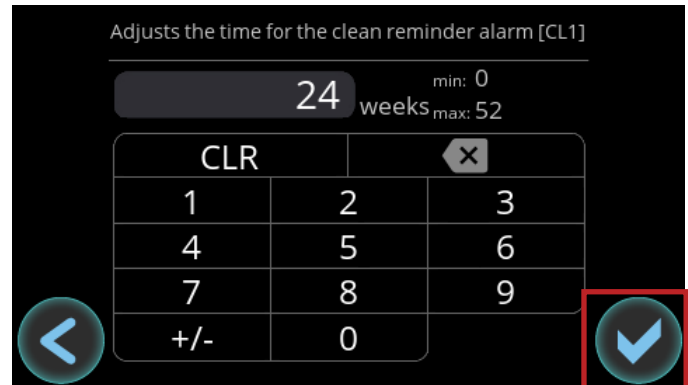 Adjusts the time for the clean reminder alarm [CL1]
24 weeks min: 0
max: 52
CLR
1 2 3
4 5 6
7 8 9
+/- 0